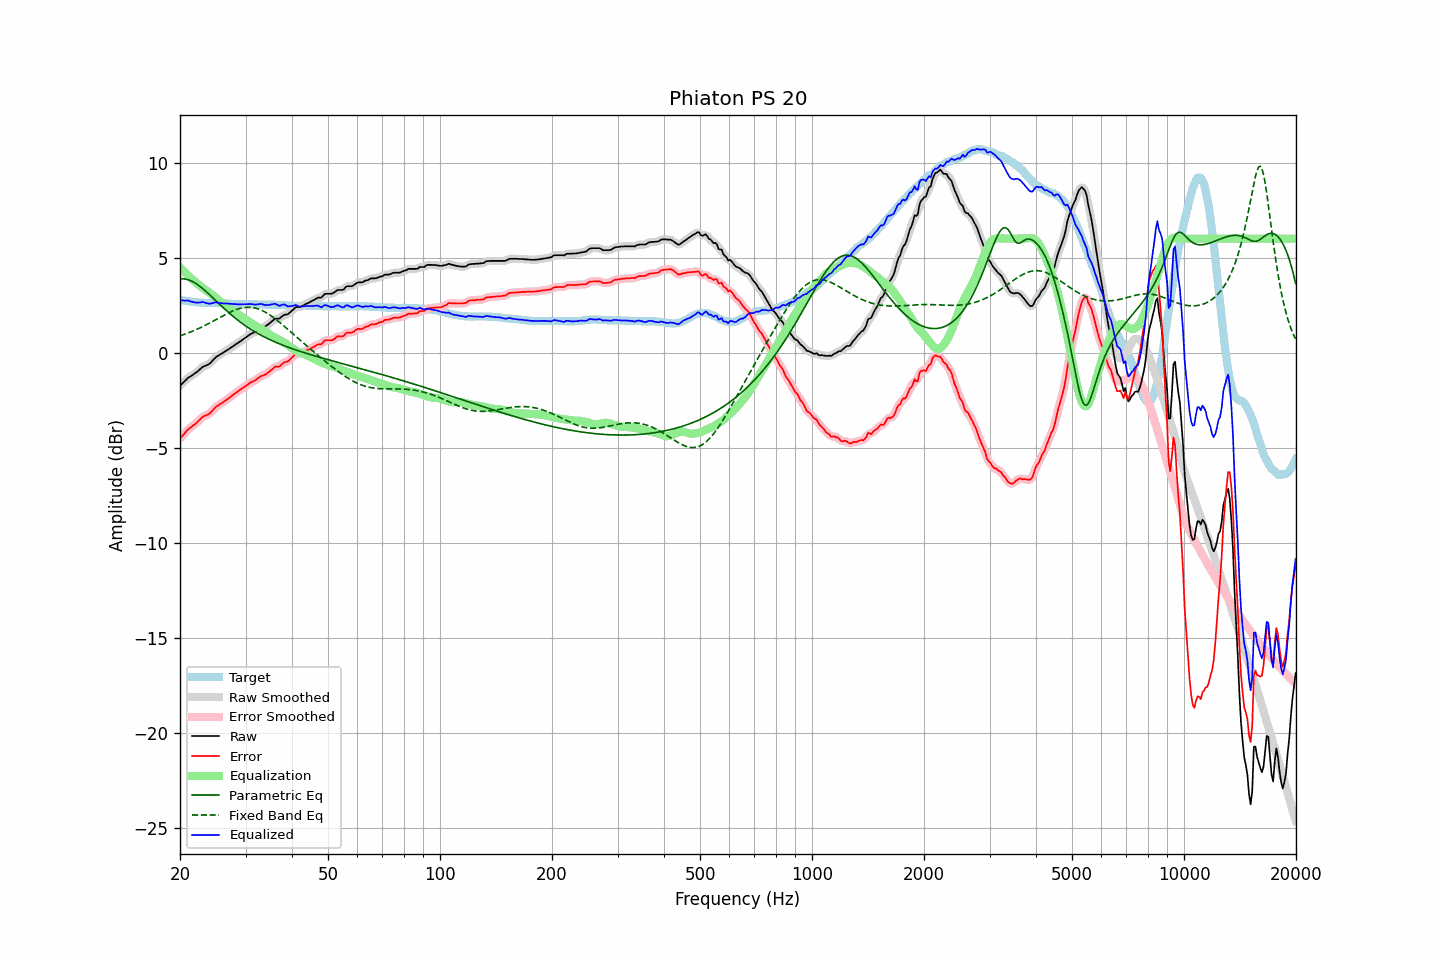 Phiaton PS 20
10
5
0
−5
−10
−15
−20
−25
Amplitude (dBr)
Target
Raw Smoothed
Error Smoothed
Raw
Error
Equalization
Parametric Eq
Fixed Band Eq
Equalized
20 50 100 200 500 1000 2000 5000 10000 20000
Frequency (Hz)